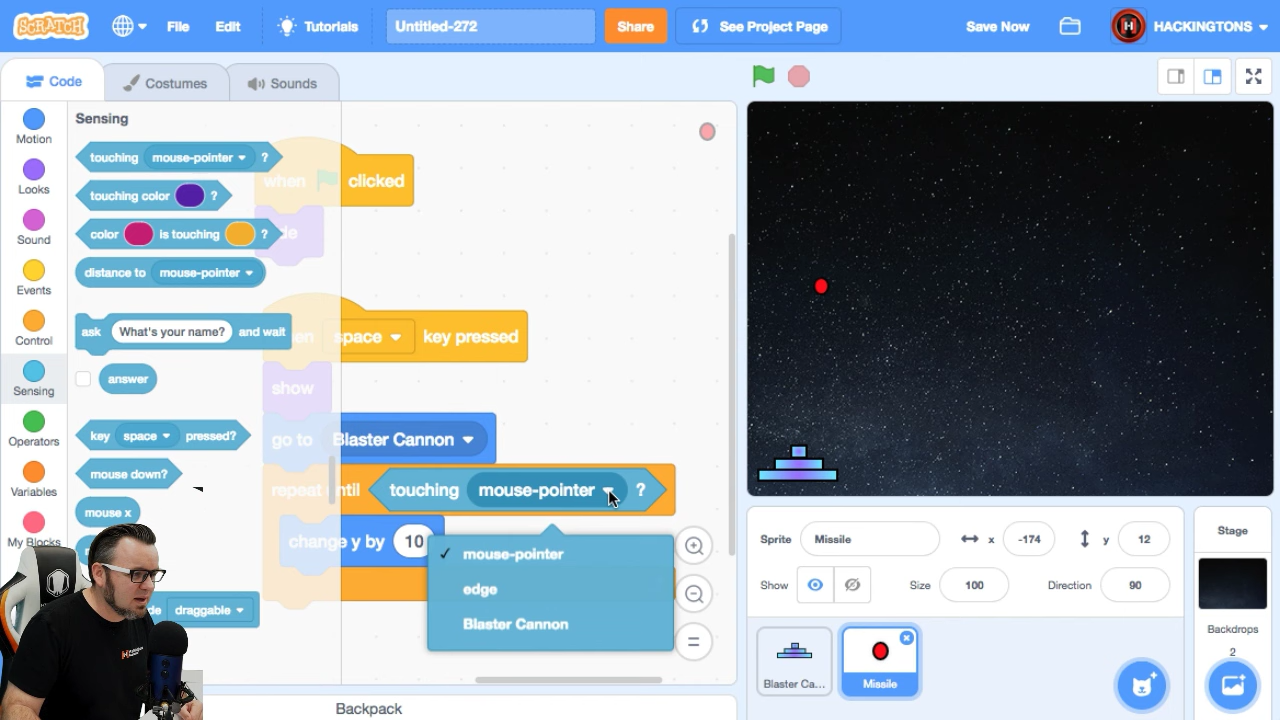 SCRATCH File Edit Tutorials Untitled-272 Share See Project Page Save Now HACKINGTONS
Code Costumes Sounds
Motion
Looks
Sound
Events
Control
Sensing
Operators
Variables
My Blocks
Sensing
touching mouse-pointer ?
touching color ?
color is touching ?
distance to mouse-pointer
ask What's your name? and wait
answer
key space pressed?
mouse down?
mouse x
draggable
when clicked
space key pressed
show
go to Blaster Cannon
repeat until touching mouse-pointer ?
change y by 10
✓ mouse-pointer
edge
Blaster Cannon
Backpack
Sprite Missile x -174 y 12
Show Size 100 Direction 90
Blaster Ca...
Missile
Stage
Backdrops
2